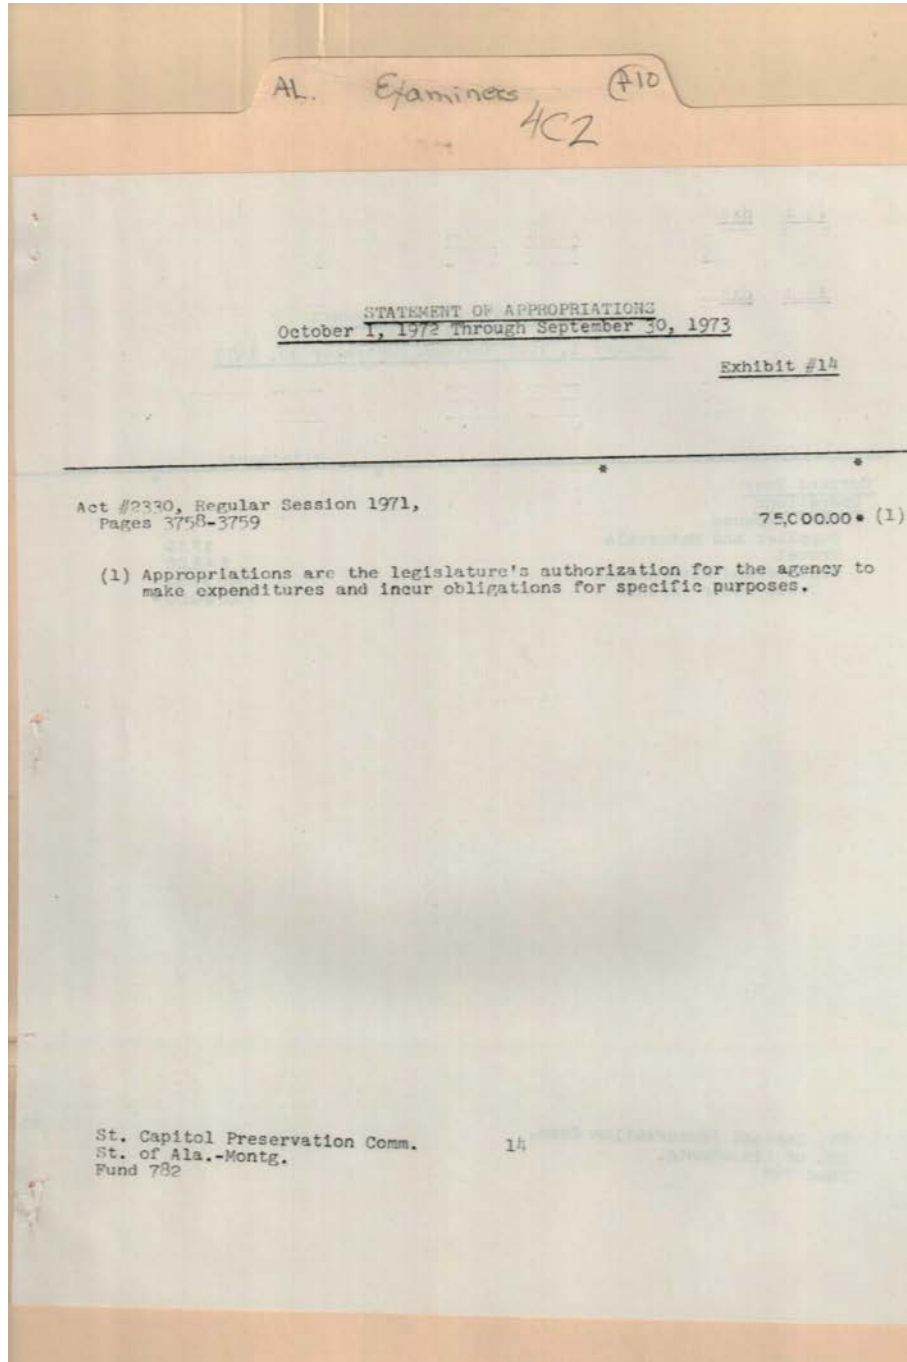 AL. Examiners A10
4C2
STATEMENT OF APPROPRIATIONS
October 1, 1972 Through September 30, 1973
Exhibit #14
* *
Act #2330, Regular Session 1971,
Pages 3758-3759 75,000.00* (1)
(1) Appropriations are the legislature's authorization for the agency to
make expenditures and incur obligations for specific purposes.
St. Capitol Preservation Comm. 14
St. of Ala.-Montg.
Fund 782